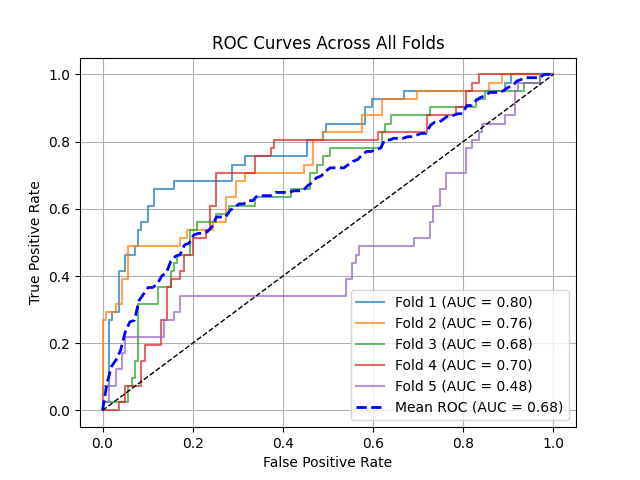 ROC Curves Across All Folds
True Positive Rate
1.0
0.8
0.6
0.4
0.2
0.0
Fold 1 (AUC = 0.80)
Fold 2 (AUC = 0.76)
Fold 3 (AUC = 0.68)
Fold 4 (AUC = 0.70)
Fold 5 (AUC = 0.48)
Mean ROC (AUC = 0.68)
0.0 0.2 0.4 0.6 0.8 1.0
False Positive Rate